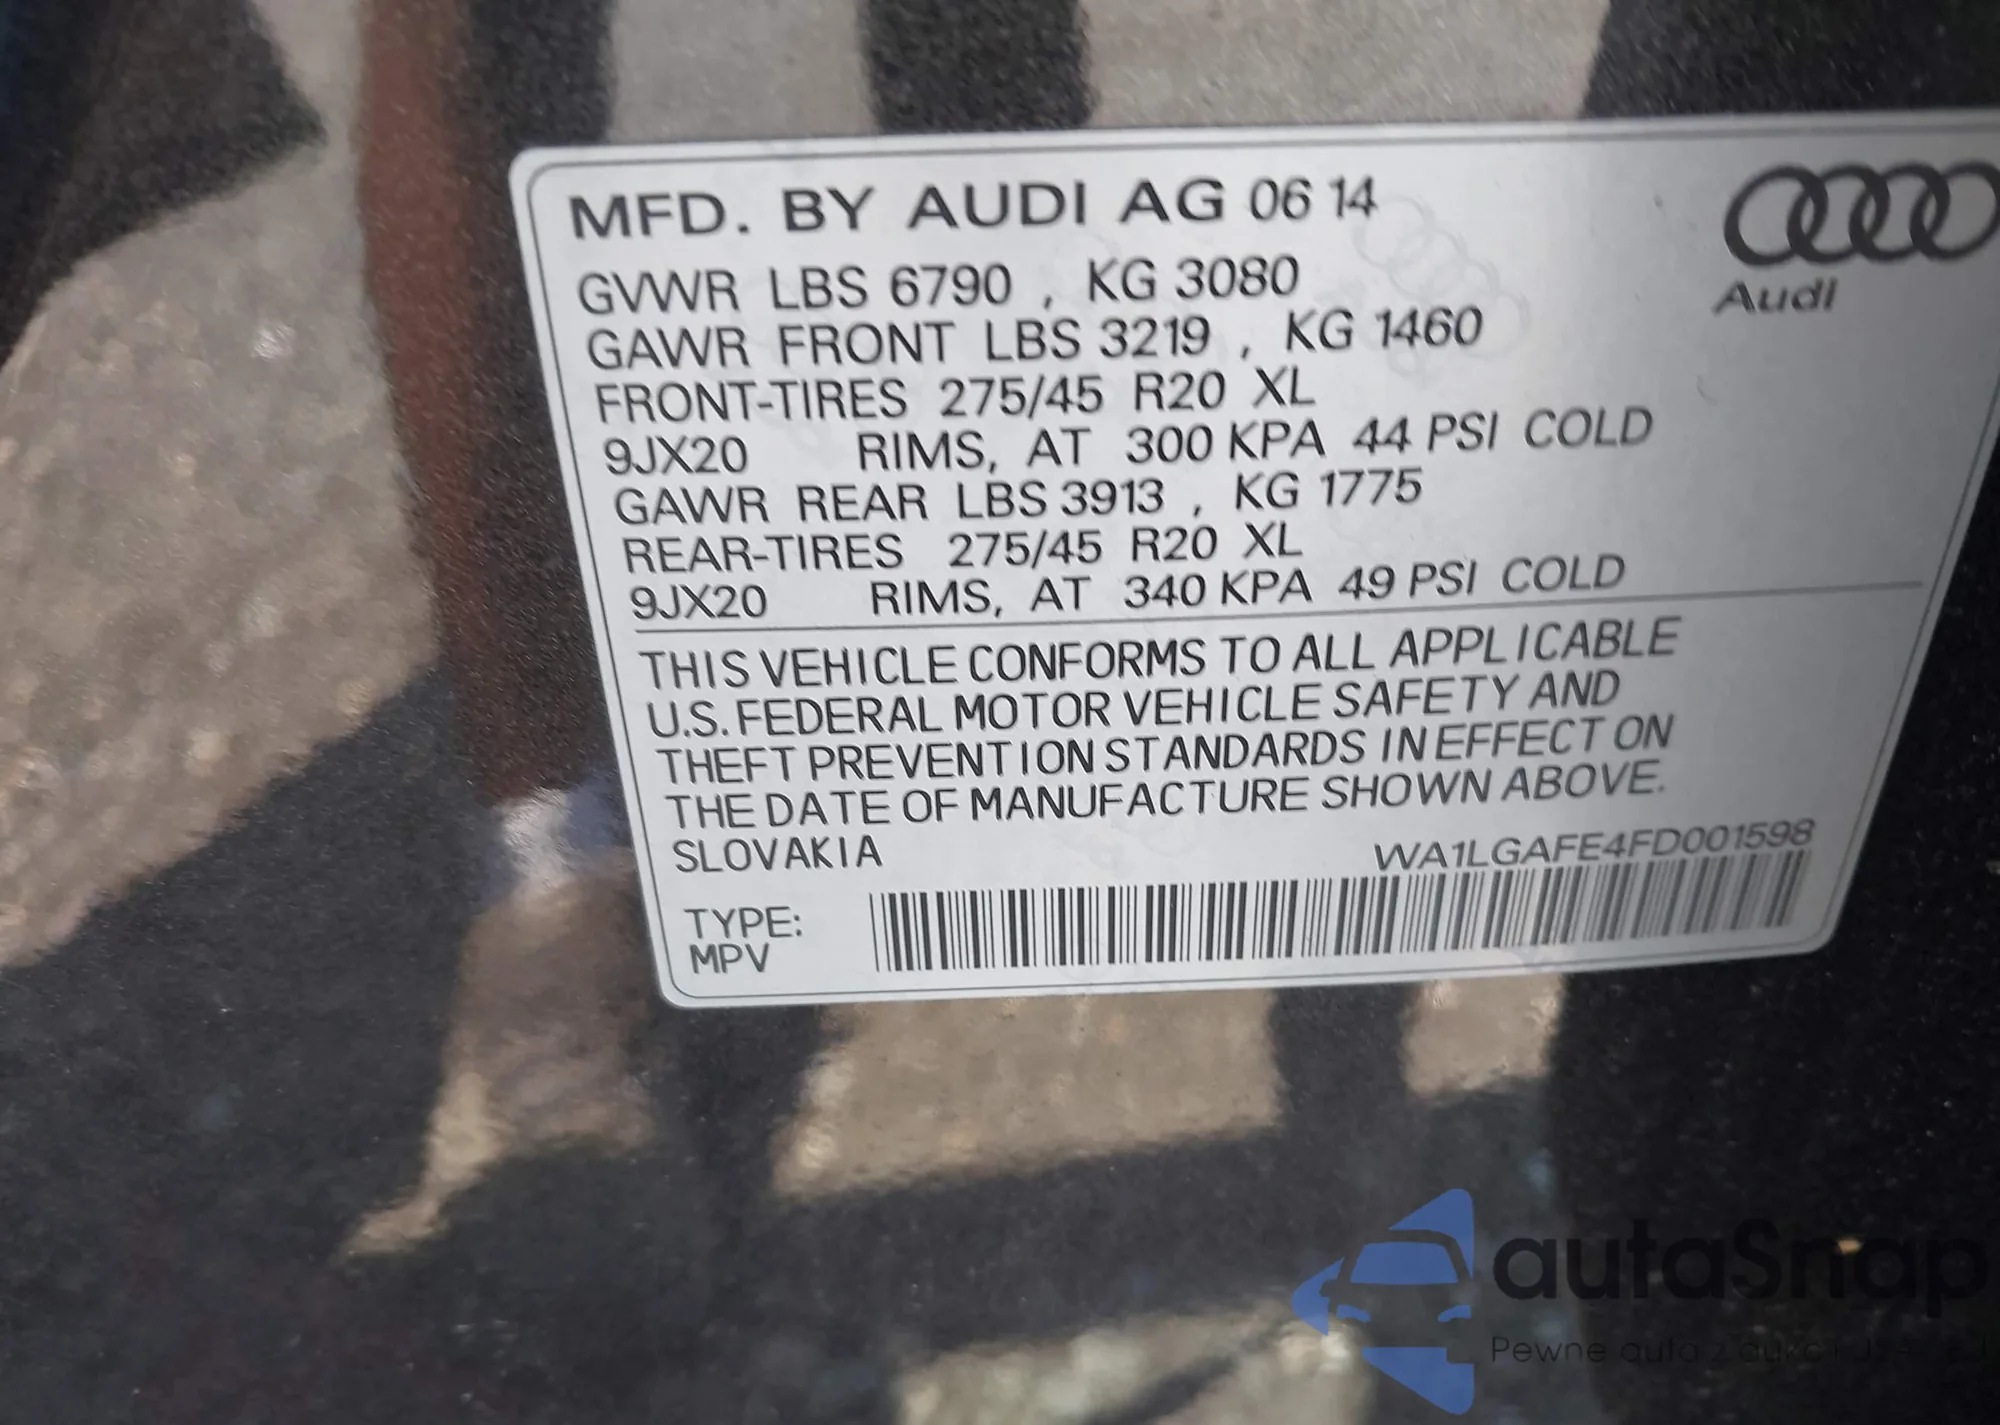 MFD. BY AUDI AG 06 14
Audi
GVWR LBS 6790 , KG 3080
GAWR FRONT LBS 3219 , KG 1460
FRONT-TIRES 275/45 R20 XL
9JX20 RIMS, AT 300 KPA 44 PSI COLD
GAWR REAR LBS 3913 , KG 1775
REAR-TIRES 275/45 R20 XL
9JX20 RIMS, AT 340 KPA 49 PSI COLD
THIS VEHICLE CONFORMS TO ALL APPLICABLE
U.S. FEDERAL MOTOR VEHICLE SAFETY AND
THEFT PREVENTION STANDARDS IN EFFECT ON
THE DATE OF MANUFACTURE SHOWN ABOVE.
SLOVAKIA WA1LGAFE4FD001598
TYPE:
MPV
autaSnap
Pewne auta z